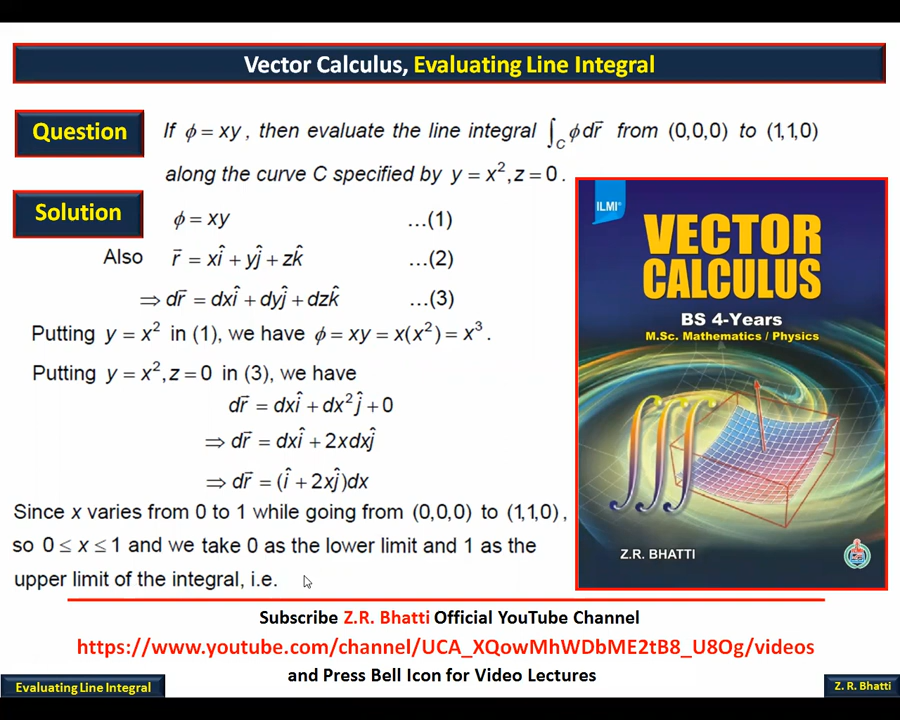 Vector Calculus, Evaluating Line Integral
Question
If φ = xy, then evaluate the line integral ∫_C φdr⃗ from (0,0,0) to (1,1,0)
along the curve C specified by y = x², z = 0.
Solution
φ = xy ...(1)
Also r⃗ = xî + yĵ + zk̂ ...(2)
⇒ dr⃗ = dxî + dyĵ + dzk̂ ...(3)
Putting y = x² in (1), we have φ = xy = x(x²) = x³.
Putting y = x², z = 0 in (3), we have
dr⃗ = dxî + dx²ĵ + 0
⇒ dr⃗ = dxî + 2xdxĵ
⇒ dr⃗ = (î + 2xĵ)dx
Since x varies from 0 to 1 while going from (0,0,0) to (1,1,0),
so 0 ≤ x ≤ 1 and we take 0 as the lower limit and 1 as the
upper limit of the integral, i.e.
ILMI®
VECTOR
CALCULUS
BS 4-Years
M.Sc. Mathematics / Physics
∫∫∫
Z.R. BHATTI
Subscribe Z.R. Bhatti Official YouTube Channel
https://www.youtube.com/channel/UCA_XQowMhWDbME2tB8_U8Og/videos
and Press Bell Icon for Video Lectures
Evaluating Line Integral
Z. R. Bhatti